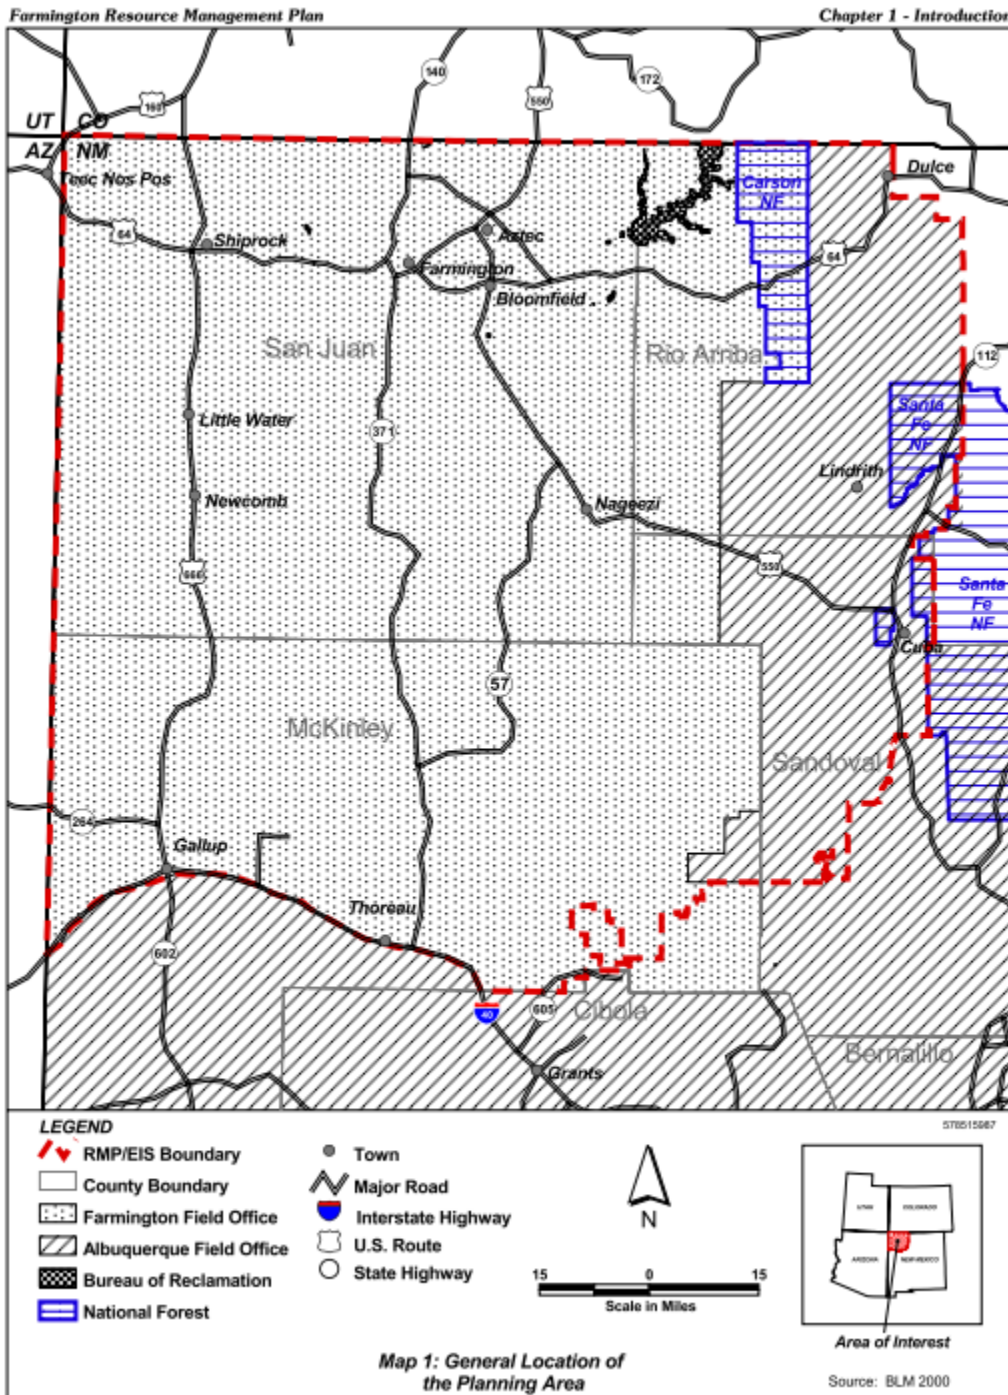 Farmington Resource Management Plan
Chapter 1 - Introduction
140
172
160
550
UT CO
AZ NM
Teec Nos Pos
Dulce
Carson
NF
64
Shiprock
Aztec
64
Farmington
Bloomfield
San Juan
Rio Arriba
112
Little Water
371
Santa
Fe
NF
Lindrith
Newcomb
Nageezi
550
666
Santa
Fe
NF
Cuba
57
McKinley
Sandoval
264
Gallup
Thoreau
602
40
605
Cibola
Bernalillo
Grants
LEGEND
578515987
RMP/EIS Boundary
County Boundary
Farmington Field Office
Albuquerque Field Office
Bureau of Reclamation
National Forest
Town
Major Road
Interstate Highway
U.S. Route
State Highway
N
15 0 15
Scale in Miles
UTAH
COLORADO
ARIZONA
NEW MEXICO
Area of Interest
Map 1: General Location of
the Planning Area
Source: BLM 2000